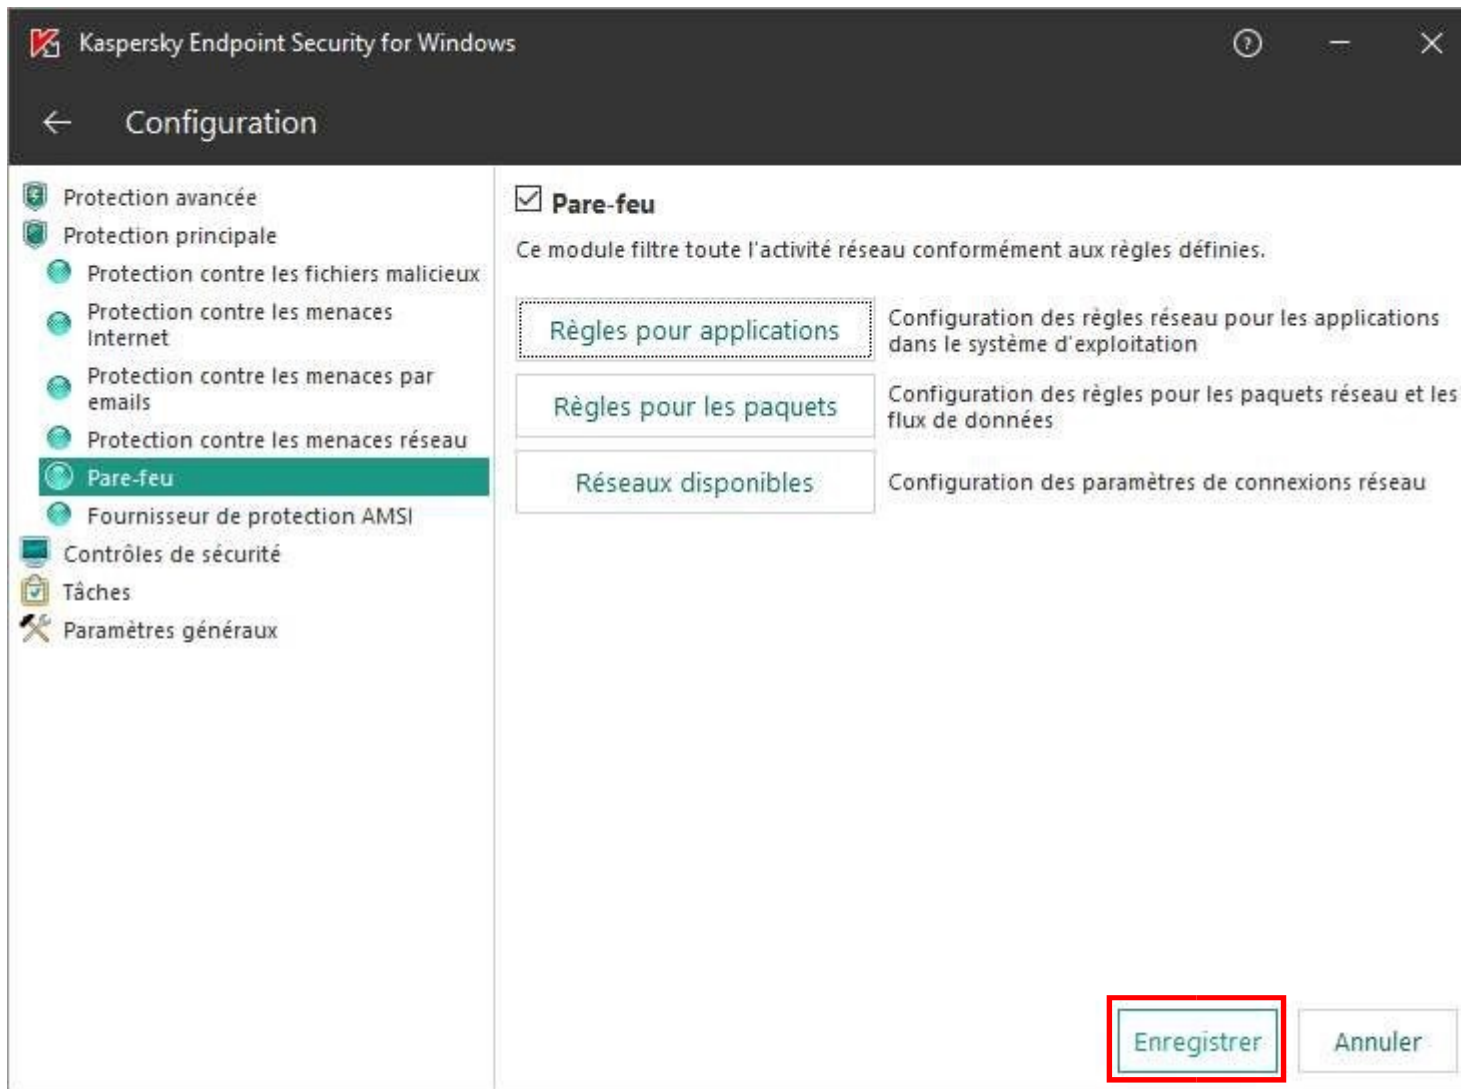 Kaspersky Endpoint Security for Windows
Configuration
Protection avancée
Protection principale
Protection contre les fichiers malicieux
Protection contre les menaces
Internet
Protection contre les menaces par
emails
Protection contre les menaces réseau
Pare-feu
Fournisseur de protection AMSI
Contrôles de sécurité
Tâches
Paramètres généraux
Pare-feu
Ce module filtre toute l'activité réseau conformément aux règles définies.
Règles pour applications
Configuration des règles réseau pour les applications
dans le système d'exploitation
Règles pour les paquets
Configuration des règles pour les paquets réseau et les
flux de données
Réseaux disponibles
Configuration des paramètres de connexions réseau
Enregistrer
Annuler